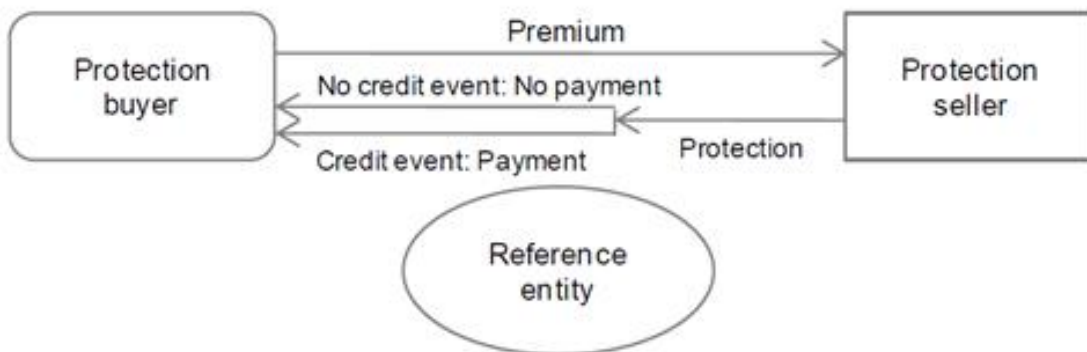 Premium
Protection
buyer
No credit event: No payment
Protection
seller
Protection
Credit event: Payment
Reference
entity